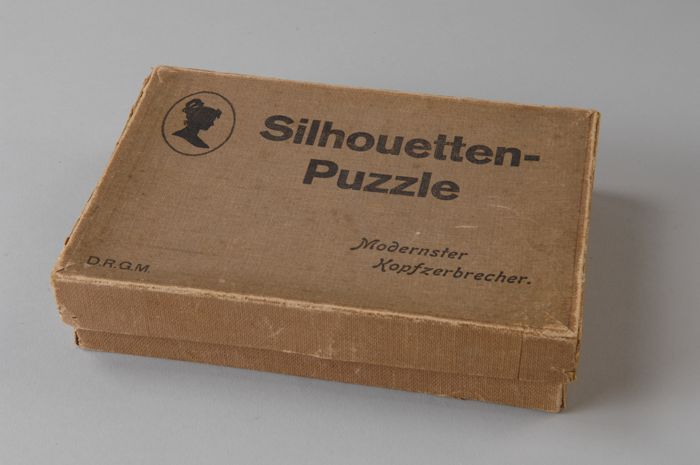 Silhouetten-
Puzzle
Modernster
Kopfzerbrecher.
D.R.G.M.